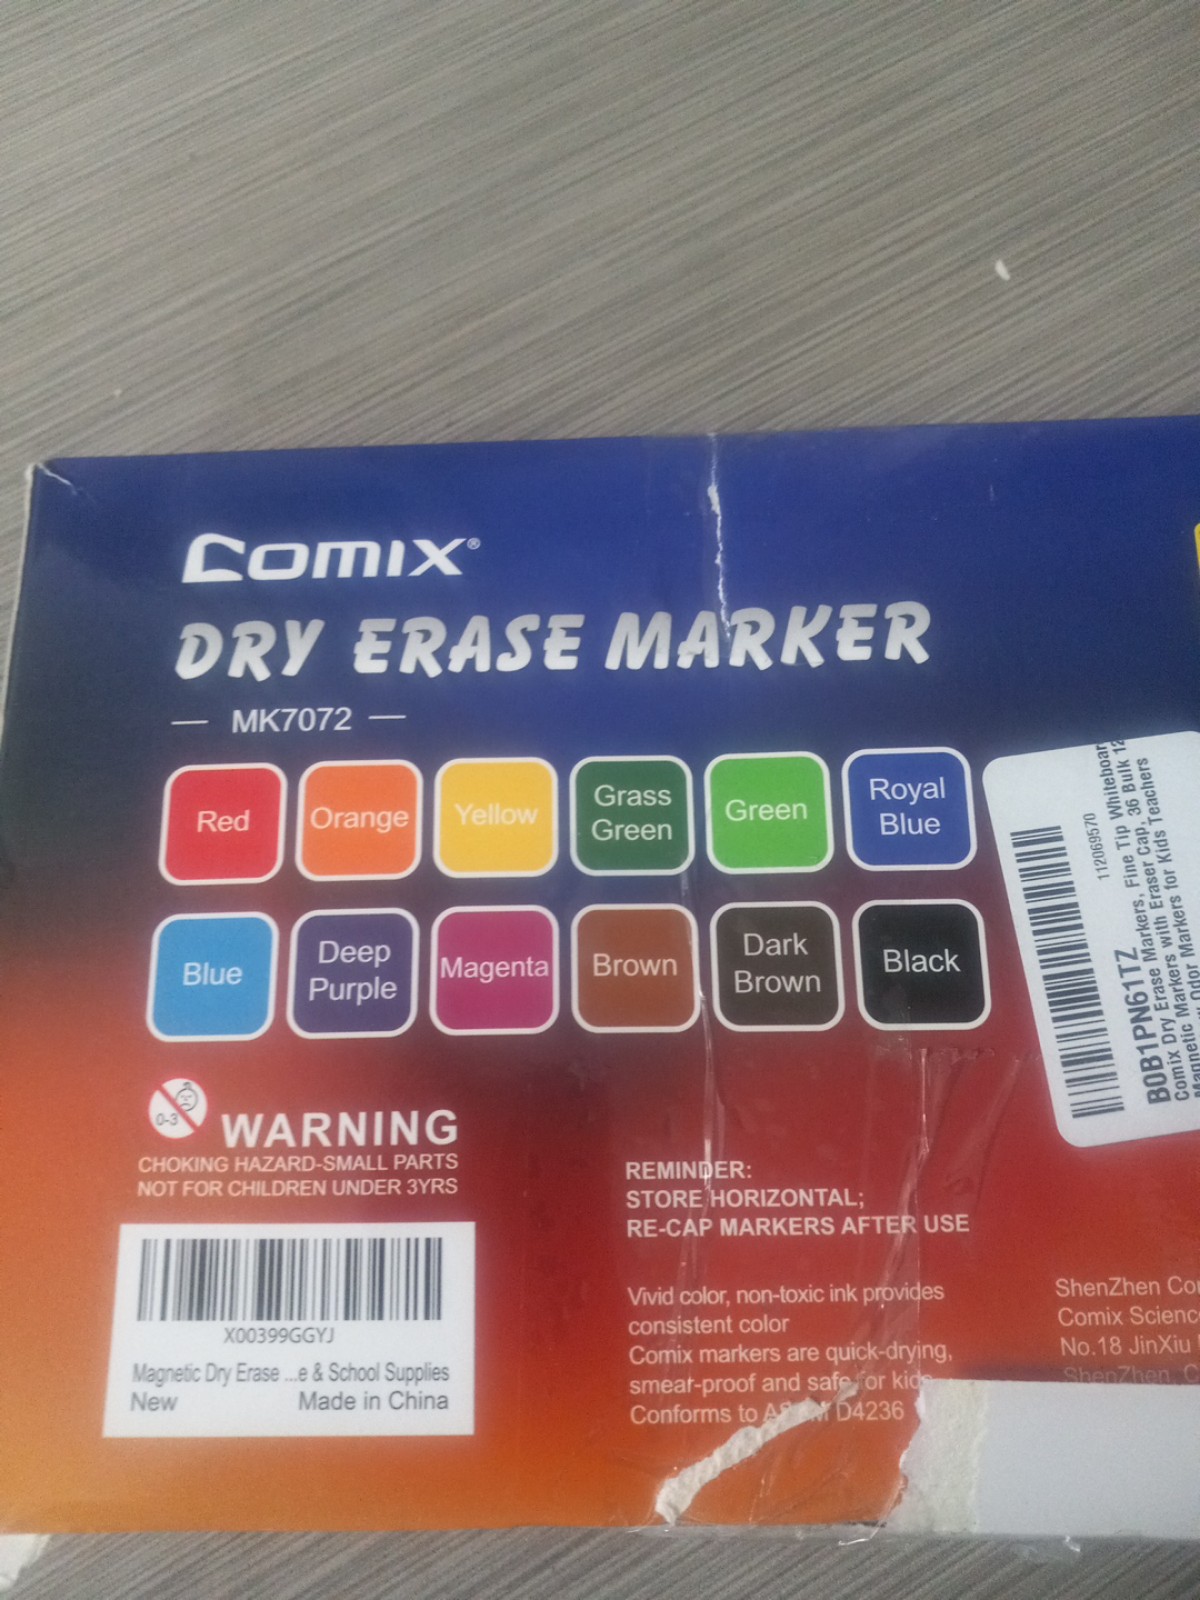 COMIX®
DRY ERASE MARKER
— MK7072 —
Red
Orange
Yellow
Grass
Green
Green
Royal
Blue
Blue
Deep
Purple
Magenta
Brown
Dark
Brown
Black
0-3
WARNING
CHOKING HAZARD-SMALL PARTS
NOT FOR CHILDREN UNDER 3YRS
X00399GGYJ
Magnetic Dry Erase ...e & School Supplies
New Made in China
REMINDER:
STORE HORIZONTAL;
RE-CAP MARKERS AFTER USE
Vivid color, non-toxic ink provides
consistent color
Comix markers are quick-drying,
smear-proof and safe for kids
Conforms to D4236
ShenZhen
Comix
No.18 JinXiu
ShenZhen,
112069570
B0B1PN61TZ
Comix Dry Erase Markers, Fine Tip
Magnetic Markers with Eraser Cap, 36 Bulk 12
Odor Markers for Kids Teachers